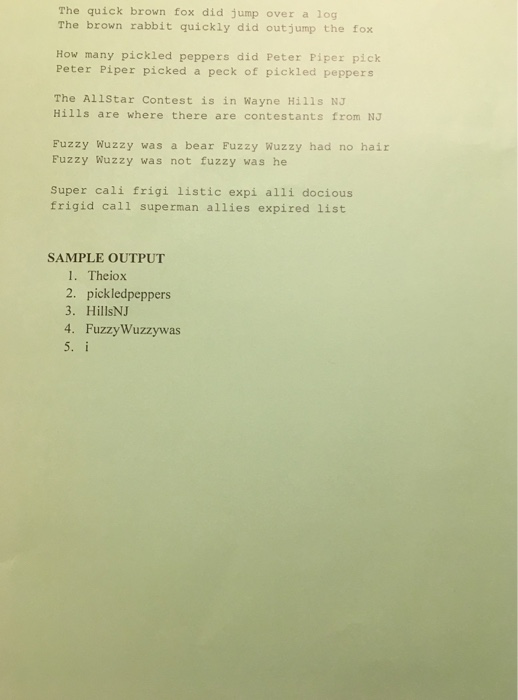 The quick brown fox did jump over a log
The brown rabbit quickly did outjump the fox
How many pickled peppers did Peter Piper pick
Peter Piper picked a peck of pickled peppers
The AllStar Contest is in Wayne Hills NJ
Hills are where there are contestants from NJ
Fuzzy Wuzzy was a bear Fuzzy Wuzzy had no hair
Fuzzy Wuzzy was not fuzzy was he
Super cali frigi listic expi alli docious
frigid call superman allies expired list
SAMPLE OUTPUT
1. Theiox
2. pickledpeppers
3. HillsNJ
4. FuzzyWuzzywas
5. i